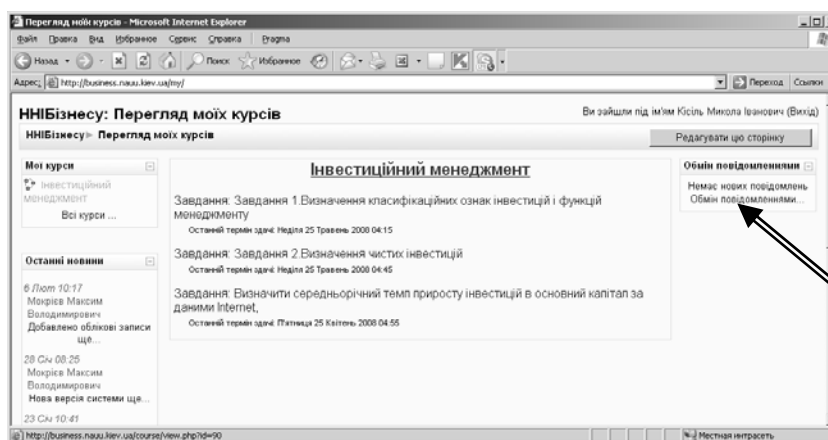 Перегляд моїх курсів - Microsoft Internet Explorer
Файл Правка Вид Избранное Сервис Справка Pragma
Назад Поиск Избранное
Адрес: http://business.nauu.kiev.ua/my/ Переход Ссылки
ННІБізнесу: Перегляд моїх курсів
Ви зайшли під ім'ям Кісіль Микола Іванович (Вихід)
ННІБізнесу ► Перегляд моїх курсів
Редагувати цю сторінку
Мої курси
Інвестиційний
менеджмент
Всі курси ...
Останні новини
6 Лют 10:17
Мокрієв Максим
Володимирович
Добавлено облікові записи
ще...
28 Січ 08:25
Мокрієв Максим
Володимирович
Нова версія системи ще...
23 Січ 10:41
Інвестиційний менеджмент
Завдання: Завдання 1.Визначення класифікаційних ознак інвестицій і функцій
менеджменту
Останній термін здачі: Неділя 25 Травень 2008 04:15
Завдання: Завдання 2.Визначення чистих інвестицій
Останній термін здачі: Неділя 25 Травень 2008 04:45
Завдання: Визначити середньорічний темп приросту інвестицій в основний капітал за
даними Internet,
Останній термін здачі: П'ятниця 25 Квітень 2008 04:55
Обмін повідомленнями
Немає нових повідомлень
Обмін повідомленнями...
http://business.nauu.kiev.ua/course/view.php?id=90
Местная интрасеть